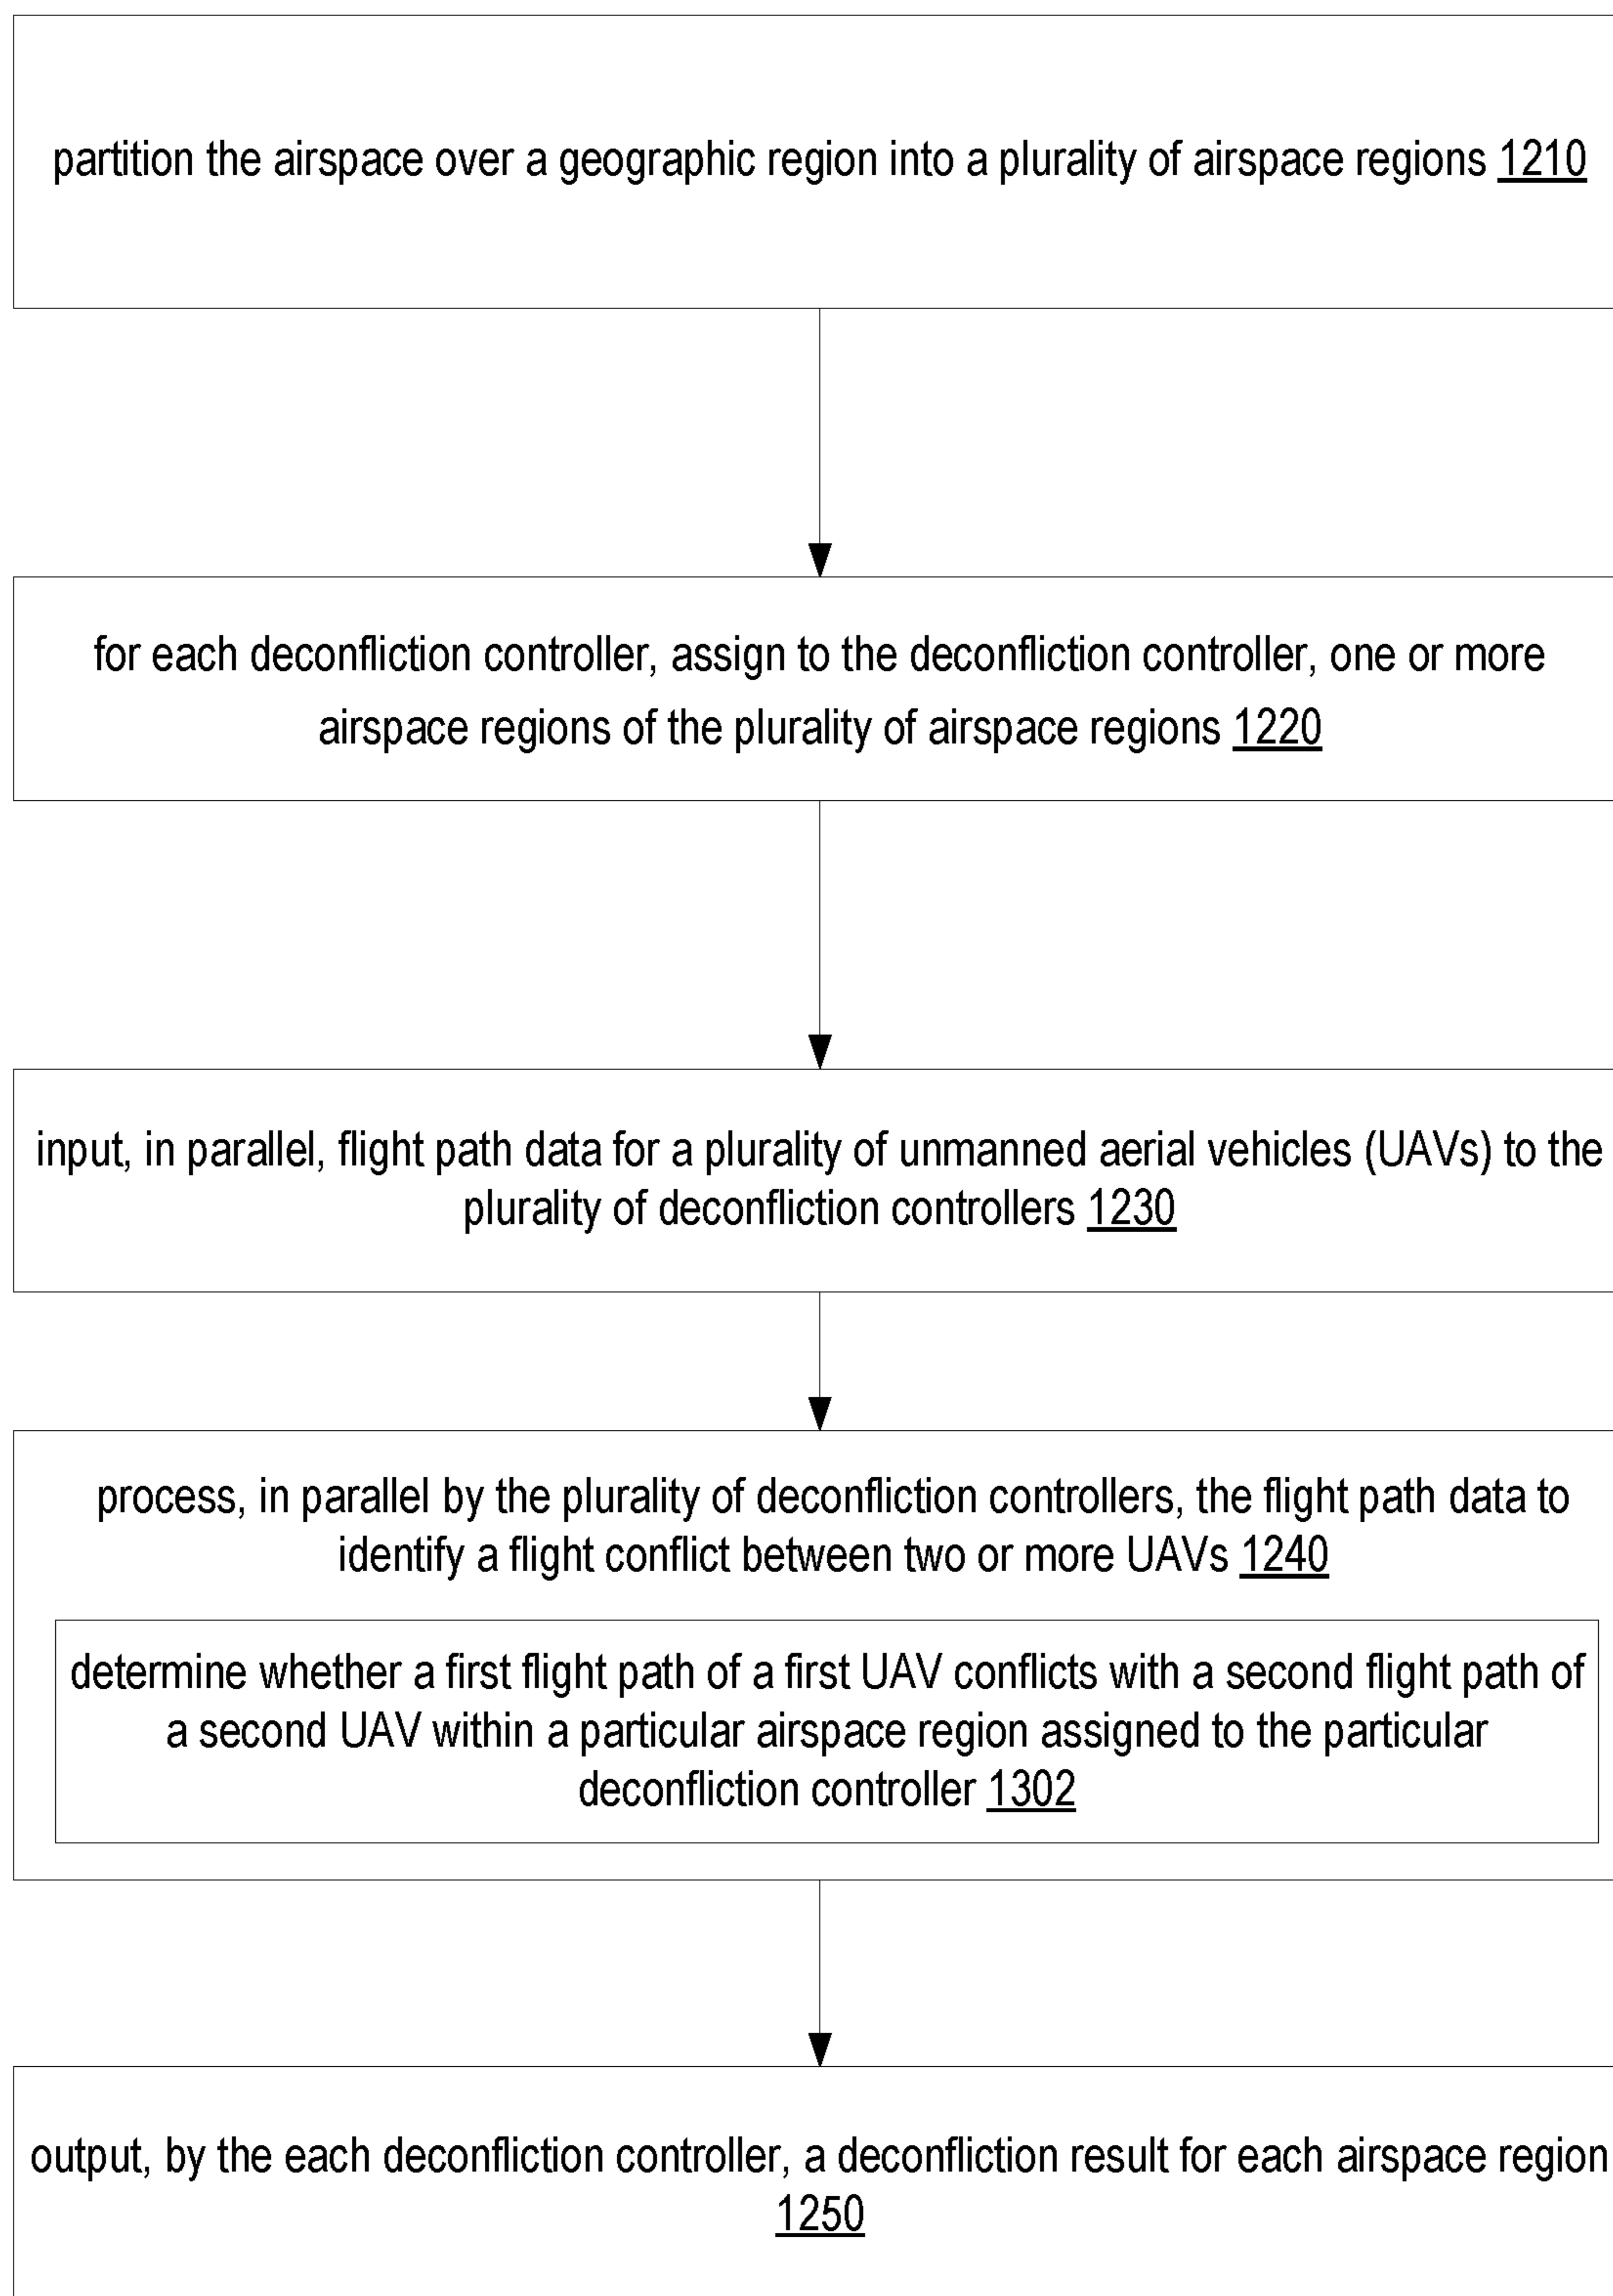 partition the airspace over a geographic region into a plurality of airspace regions 1210
for each deconfliction controller, assign to the deconfliction controller, one or more
airspace regions of the plurality of airspace regions 1220
input, in parallel, flight path data for a plurality of unmanned aerial vehicles (UAVs) to the
plurality of deconfliction controllers 1230
process, in parallel by the plurality of deconfliction controllers, the flight path data to
identify a flight conflict between two or more UAVs 1240
determine whether a first flight path of a first UAV conflicts with a second flight path of
a second UAV within a particular airspace region assigned to the particular
deconfliction controller 1302
output, by the each deconfliction controller, a deconfliction result for each airspace region
1250